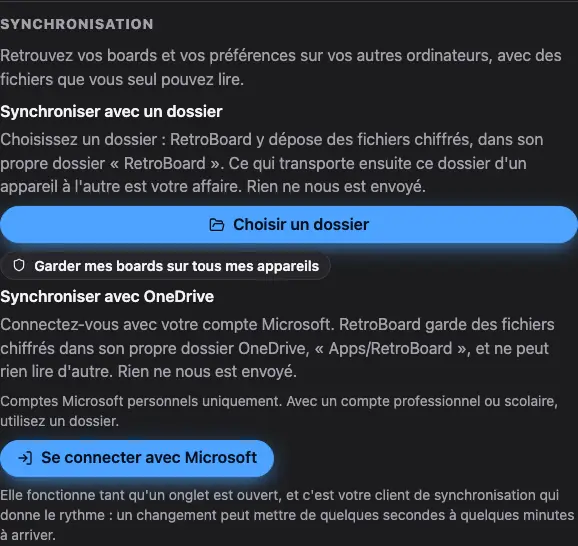 SYNCHRONISATION
Retrouvez vos boards et vos préférences sur vos autres ordinateurs, avec des
fichiers que vous seul pouvez lire.
Synchroniser avec un dossier
Choisissez un dossier : RetroBoard y dépose des fichiers chiffrés, dans son
propre dossier « RetroBoard ». Ce qui transporte ensuite ce dossier d'un
appareil à l'autre est votre affaire. Rien ne nous est envoyé.
Choisir un dossier
Garder mes boards sur tous mes appareils
Synchroniser avec OneDrive
Connectez-vous avec votre compte Microsoft. RetroBoard garde des fichiers
chiffrés dans son propre dossier OneDrive, « Apps/RetroBoard », et ne peut
rien lire d'autre. Rien ne nous est envoyé.
Comptes Microsoft personnels uniquement. Avec un compte professionnel ou scolaire,
utilisez un dossier.
Se connecter avec Microsoft
Elle fonctionne tant qu'un onglet est ouvert, et c'est votre client de synchronisation qui
donne le rythme : un changement peut mettre de quelques secondes à quelques minutes
à arriver.